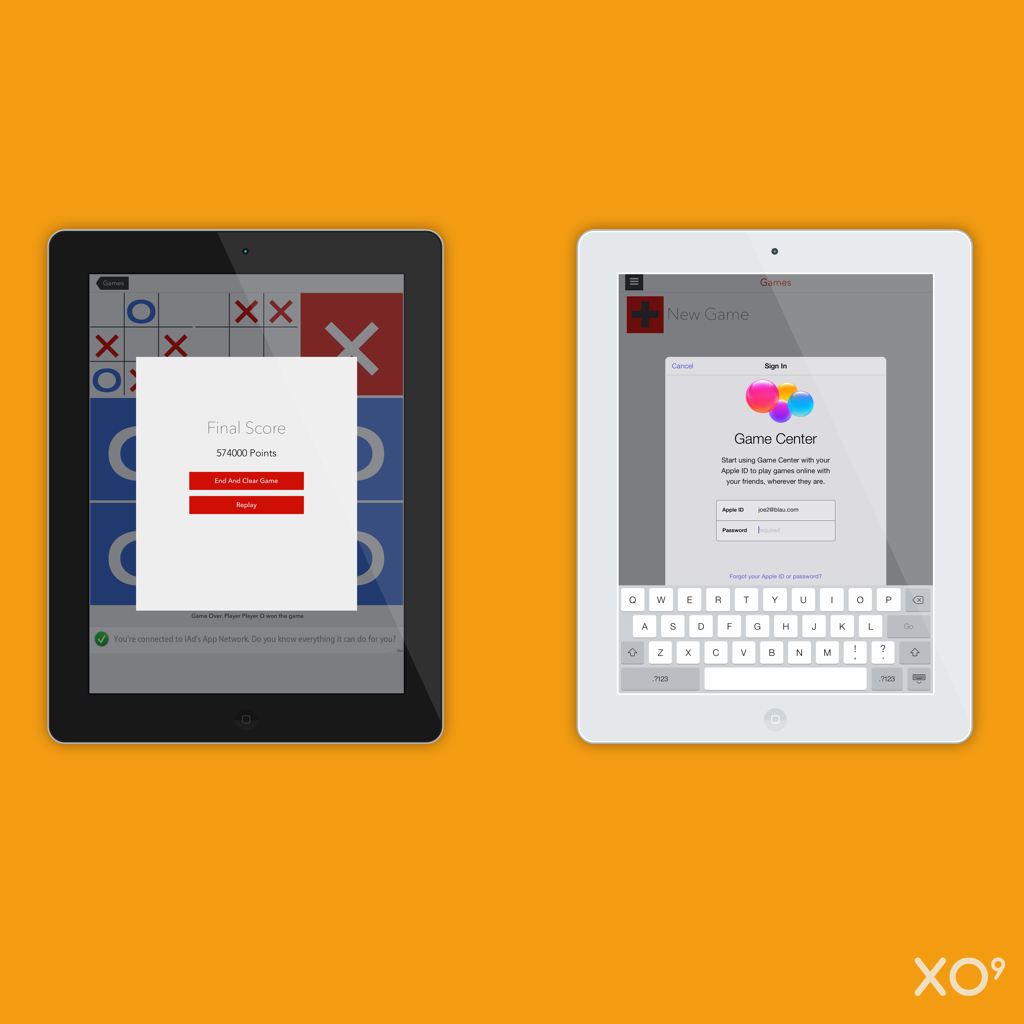 Games
O
X
X
X
X
X
O
Final Score
574000 Points
End And Clear Game
Replay
Game Over. Player Player O won the game
You're connected to iAd's App Network. Do you know everything it can do for you?
Games
New Game
Cancel
Sign In
Game Center
Start using Game Center with your
Apple ID to play games online with
your friends, wherever they are.
Apple ID joe2@blau.com
Password required
Forgot your Apple ID or password?
Q W E R T Y U I O P
A S D F G H J K L Go
Z X C V B N M ! , ? .
.?123 .?123
XO⁹